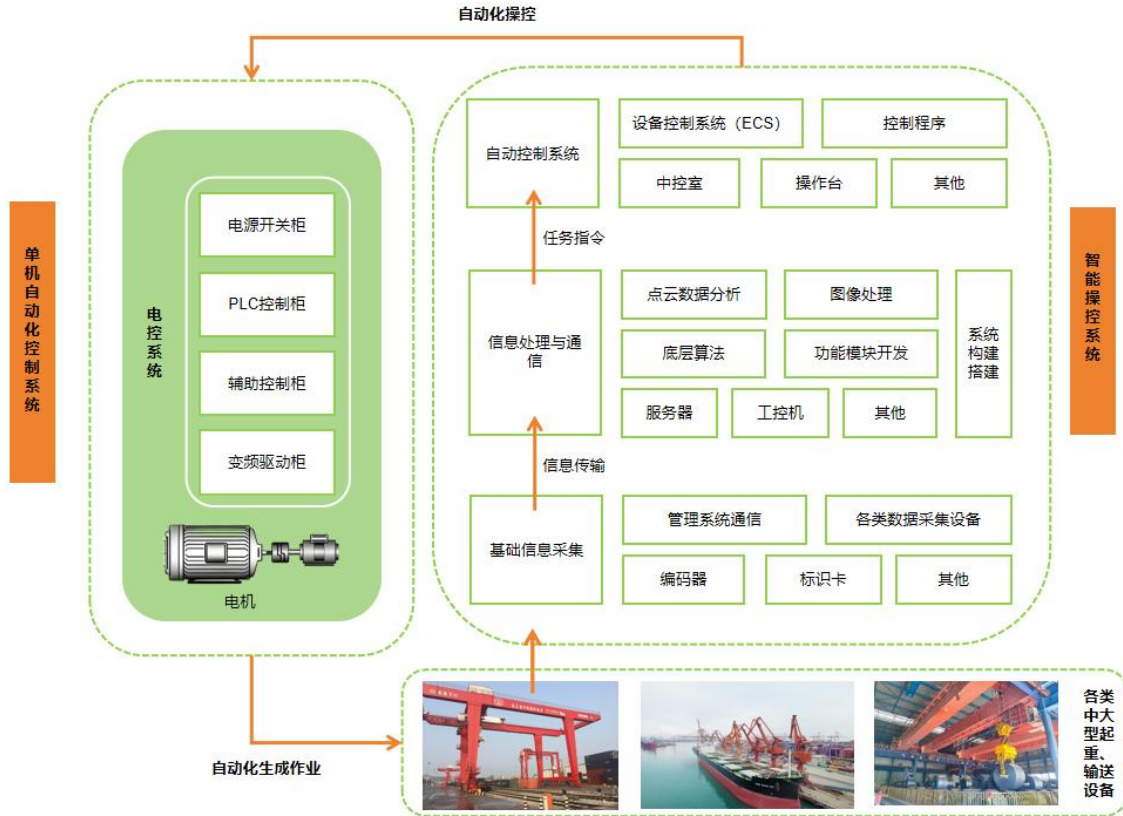 自动化操控
单机自动化控制系统
电控系统
电源开关柜
PLC控制柜
辅助控制柜
变频驱动柜
电机
自动控制系统
设备控制系统（ECS）
控制程序
中控室
操作台
其他
任务指令
信息处理与通
信
点云数据分析
图像处理
底层算法
功能模块开发
服务器
工控机
其他
系统
构建
搭建
信息传输
基础信息采集
管理系统通信
各类数据采集设备
编码器
标识卡
其他
智能操控系统
自动化生成作业
各类
中大
型起
重、
输送
设备